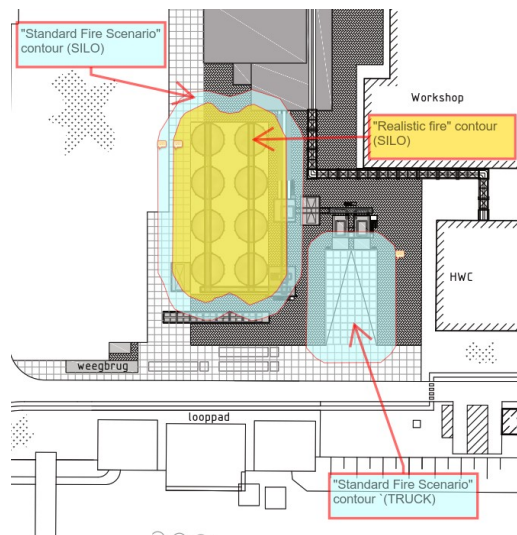 "Standard Fire Scenario"
contour (SILO)
Workshop
"Realistic fire" contour
(SILO)
HWC
weegbrug
looppad
"Standard Fire Scenario"
contour `(TRUCK)